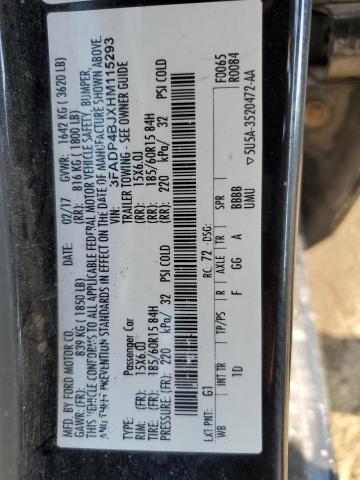 MFD. BY FORD MOTOR CO.
DATE: 02/17 GVWR: 1642 KG ( 3620 LB)
GAWR: (FR): 839 KG ( 1850 LB) (RR): 816 KG ( 1800 LB)
THIS VEHICLE CONFORMS TO ALL APPLICABLE FEDERAL MOTOR VEHICLE SAFETY, BUMPER,
AND THEFT PREVENTION STANDARDS IN EFFECT ON THE DATE OF MANUFACTURE SHOWN ABOVE.
VIN: 3FADP4BJXHM115293
TYPE: Passenger Car TRAILER TOWING - SEE OWNER GUIDE
RIM: (FR): 15X6.0J (RR): 15X6.0J
TIRE: (FR): 185/60R15 84H (RR): 185/60R15 84H
PRESSURE: (FR): 220 kPa/ 32 PSI COLD (RR): 220 kPa/ 32 PSI COLD
EXT PNT: G1 RC: 72 DSO: F0065
R0084
WB TP/PS R AXLE TR SPR
1D F GG A BBBB
UMU 5U5A-3520472-AA